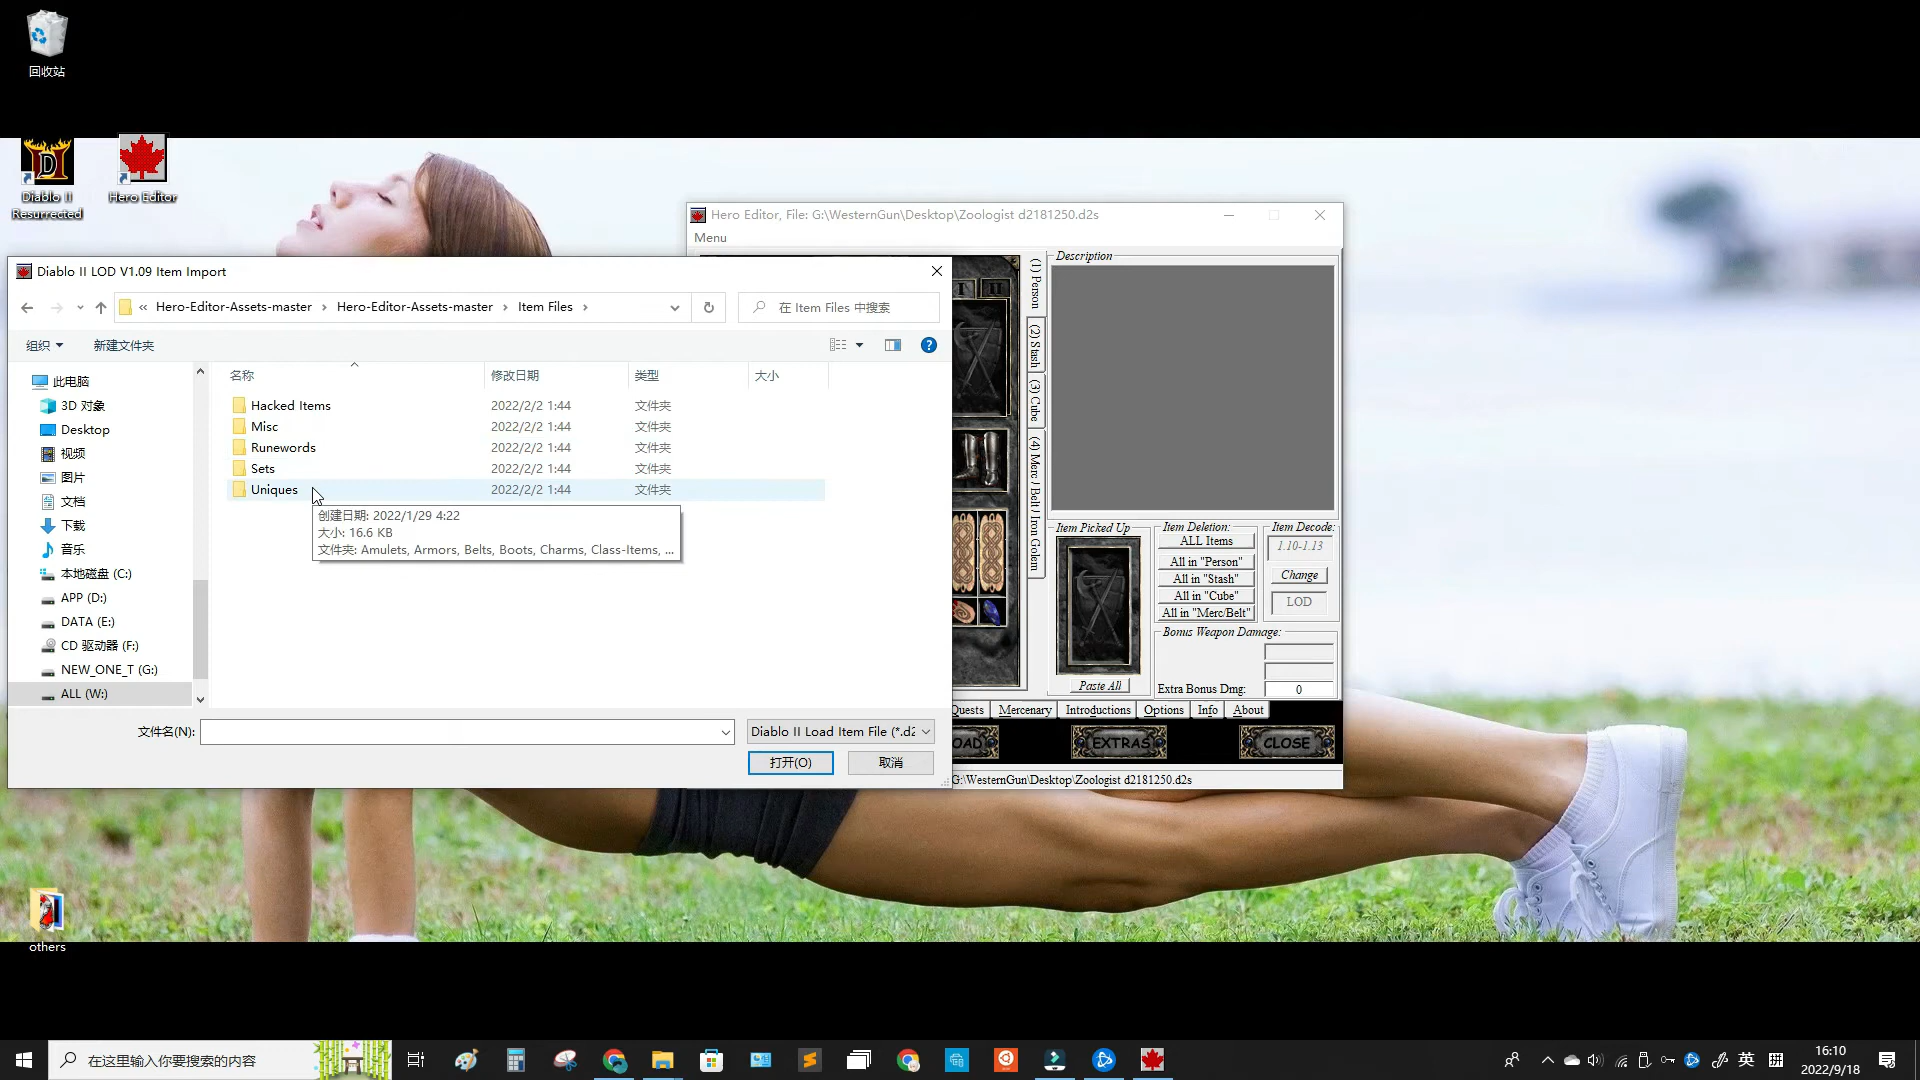 回收站
Diablo II
Resurrected
Hero Editor
Hero Editor, File: G:\WesternGun\Desktop\Zoologist d2181250.d2s
Menu
Diablo II LOD V1.09 Item Import
« Hero-Editor-Assets-master › Hero-Editor-Assets-master › Item Files ›
在 Item Files 中搜索
组织
新建文件夹
此电脑
3D 对象
Desktop
视频
图片
文档
下载
音乐
本地磁盘 (C:)
APP (D:)
DATA (E:)
CD 驱动器 (F:)
NEW_ONE_T (G:)
ALL (W:)
名称 修改日期 类型 大小
Hacked Items 2022/2/2 1:44 文件夹
Misc 2022/2/2 1:44 文件夹
Runewords 2022/2/2 1:44 文件夹
Sets 2022/2/2 1:44 文件夹
Uniques 2022/2/2 1:44 文件夹
创建日期: 2022/1/29 4:22
大小: 16.6 KB
文件夹: Amulets, Armors, Belts, Boots, Charms, Class-Items, ...
文件名(N):
Diablo II Load Item File (*.d2
打开(O)
取消
II
(1) Person
(2) Stash
(3) Cube
(4) Merc / Belt / Iron Golem
Description
Item Picked Up
Paste All
Item Deletion:
ALL Items
All in "Person"
All in "Stash"
All in "Cube"
All in "Merc/Belt"
Item Decode:
1.10-1.13
Change
LOD
Bonus Weapon Damage:
Extra Bonus Dmg: 0
Quests Mercenary Introductions Options Info About
OAD EXTRAS CLOSE
G:\WesternGun\Desktop\Zoologist d2181250.d2s
others
在这里输入你要搜索的内容
英
16:10
2022/9/18